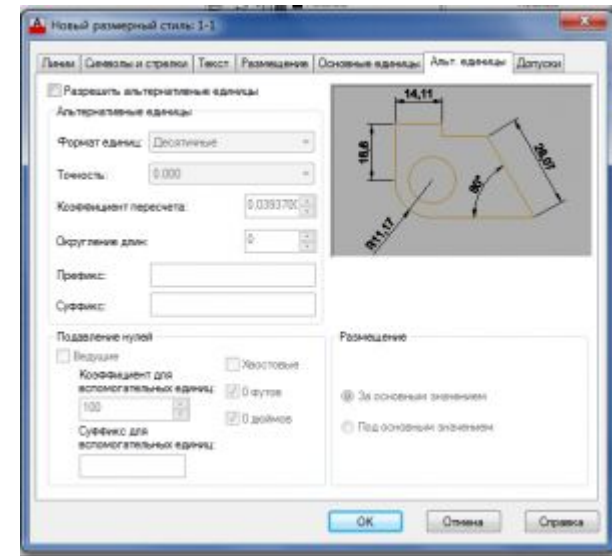 Новый размерный стиль: 1-1
Линии Символы и стрелки Текст Размещение Основные единицы Альт. единицы Допуски
Разрешить альтернативные единицы
Альтернативные единицы
Формат единиц: Десятичные
Точность: 0.000
Коэффициент пересчета: 0,0393700
Округление длин: 0
Префикс:
Суффикс:
14,11
16,6
28,07
80°
R11,17
Подавление нулей
Ведущие
Коэффициент для
вспомогательных единиц:
100
Суффикс для
вспомогательных единиц:
Хвостовые
0 футов
0 дюймов
Размещение
За основным значением
Под основным значением
OK Отмена Справка